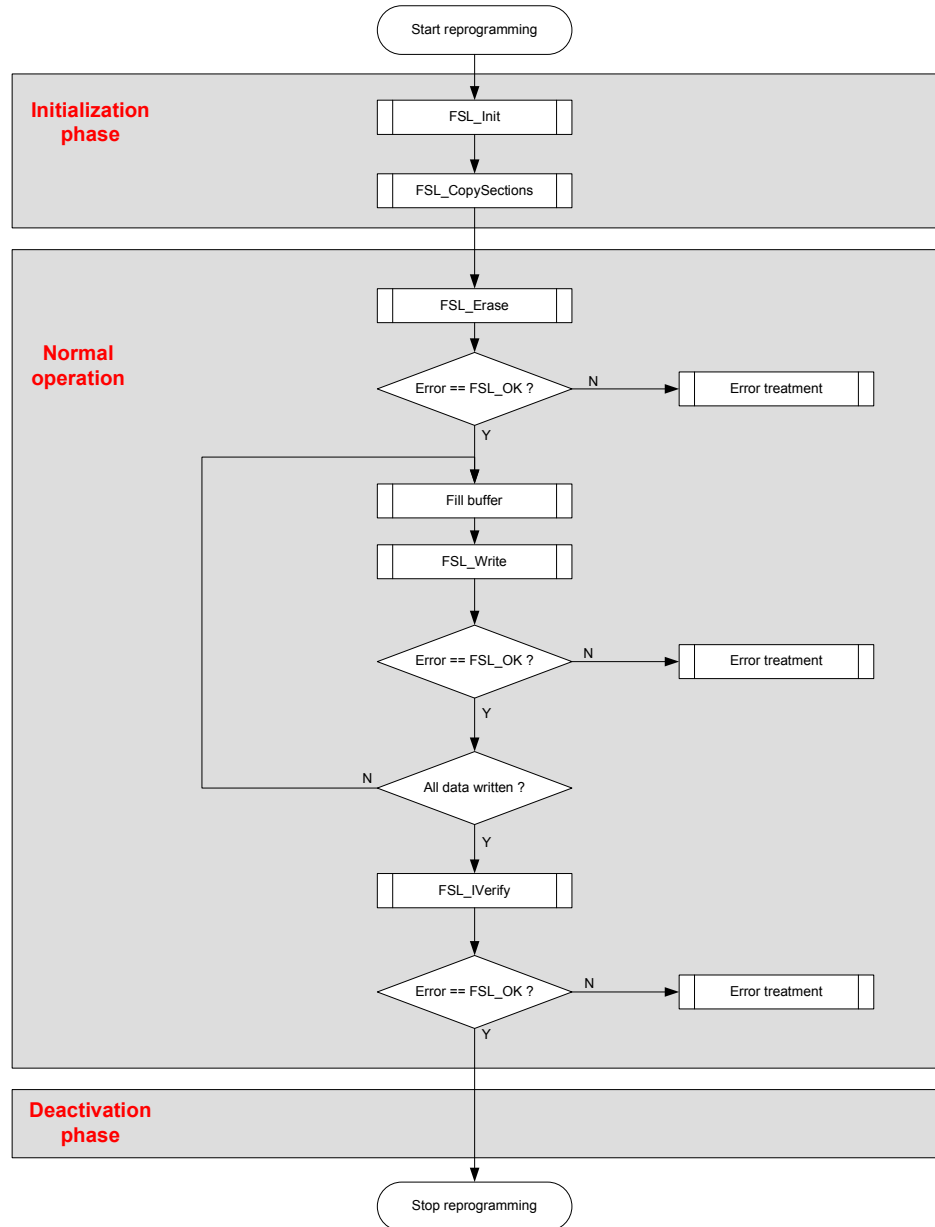 Start reprogramming
Initialization
phase
FSL_Init
FSL_CopySections
FSL_Erase
Normal
operation
Error == FSL_OK ?
N
Error treatment
Y
Fill buffer
FSL_Write
Error == FSL_OK ?
N
Error treatment
Y
N
All data written ?
Y
FSL_IVerify
Error == FSL_OK ?
N
Error treatment
Y
Deactivation
phase
Stop reprogramming